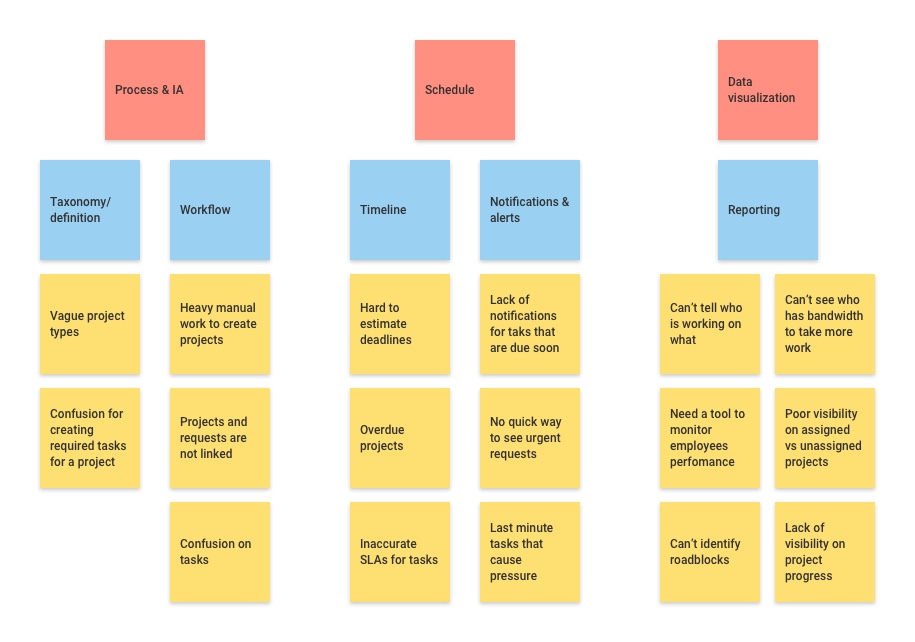 Process & IA
Schedule
Data
visualization
Taxonomy/
definition
Workflow
Timeline
Notifications &
alerts
Reporting
Vague project
types
Heavy manual
work to create
projects
Hard to
estimate
deadlines
Lack of
notifications
for taks that
are due soon
Can't tell who
is working on
what
Can't see who
has bandwidth
to take more
work
Confusion for
creating
required tasks
for a project
Projects and
requests are
not linked
Overdue
projects
No quick way
to see urgent
requests
Need a tool to
monitor
employees
perfomance
Poor visibility
on assigned
vs unassigned
projects
Confusion on
tasks
Inaccurate
SLAs for tasks
Last minute
tasks that
cause
pressure
Can't identify
roadblocks
Lack of
visibility on
project
progress